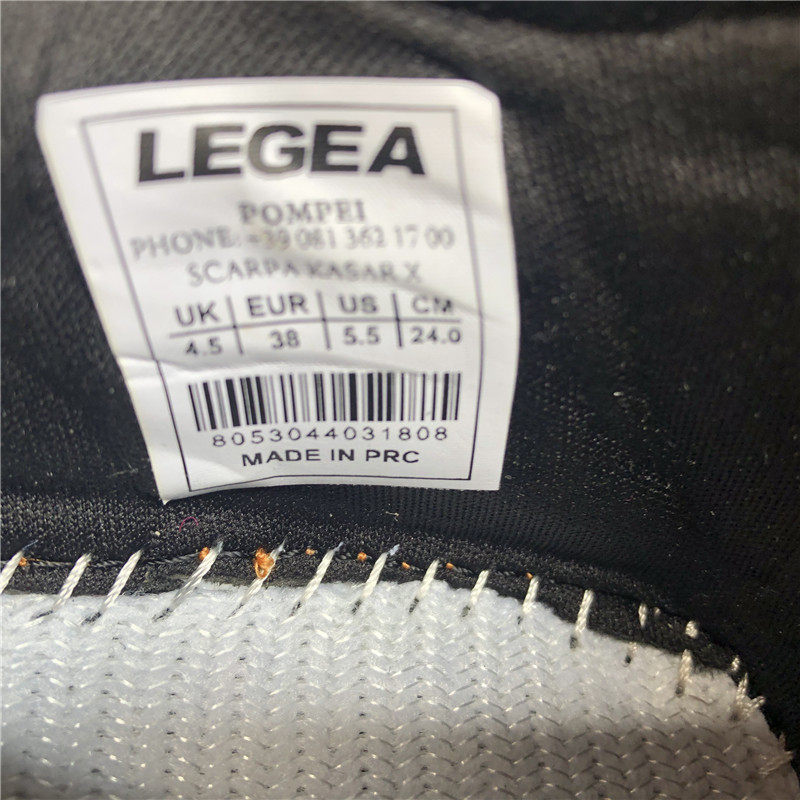 LEGEA
POMPEI
PHONE: +39 081 362 17 00
SCARPA KASAR X
UK EUR US CM
4.5 38 5.5 24.0
8053044031808
MADE IN PRC